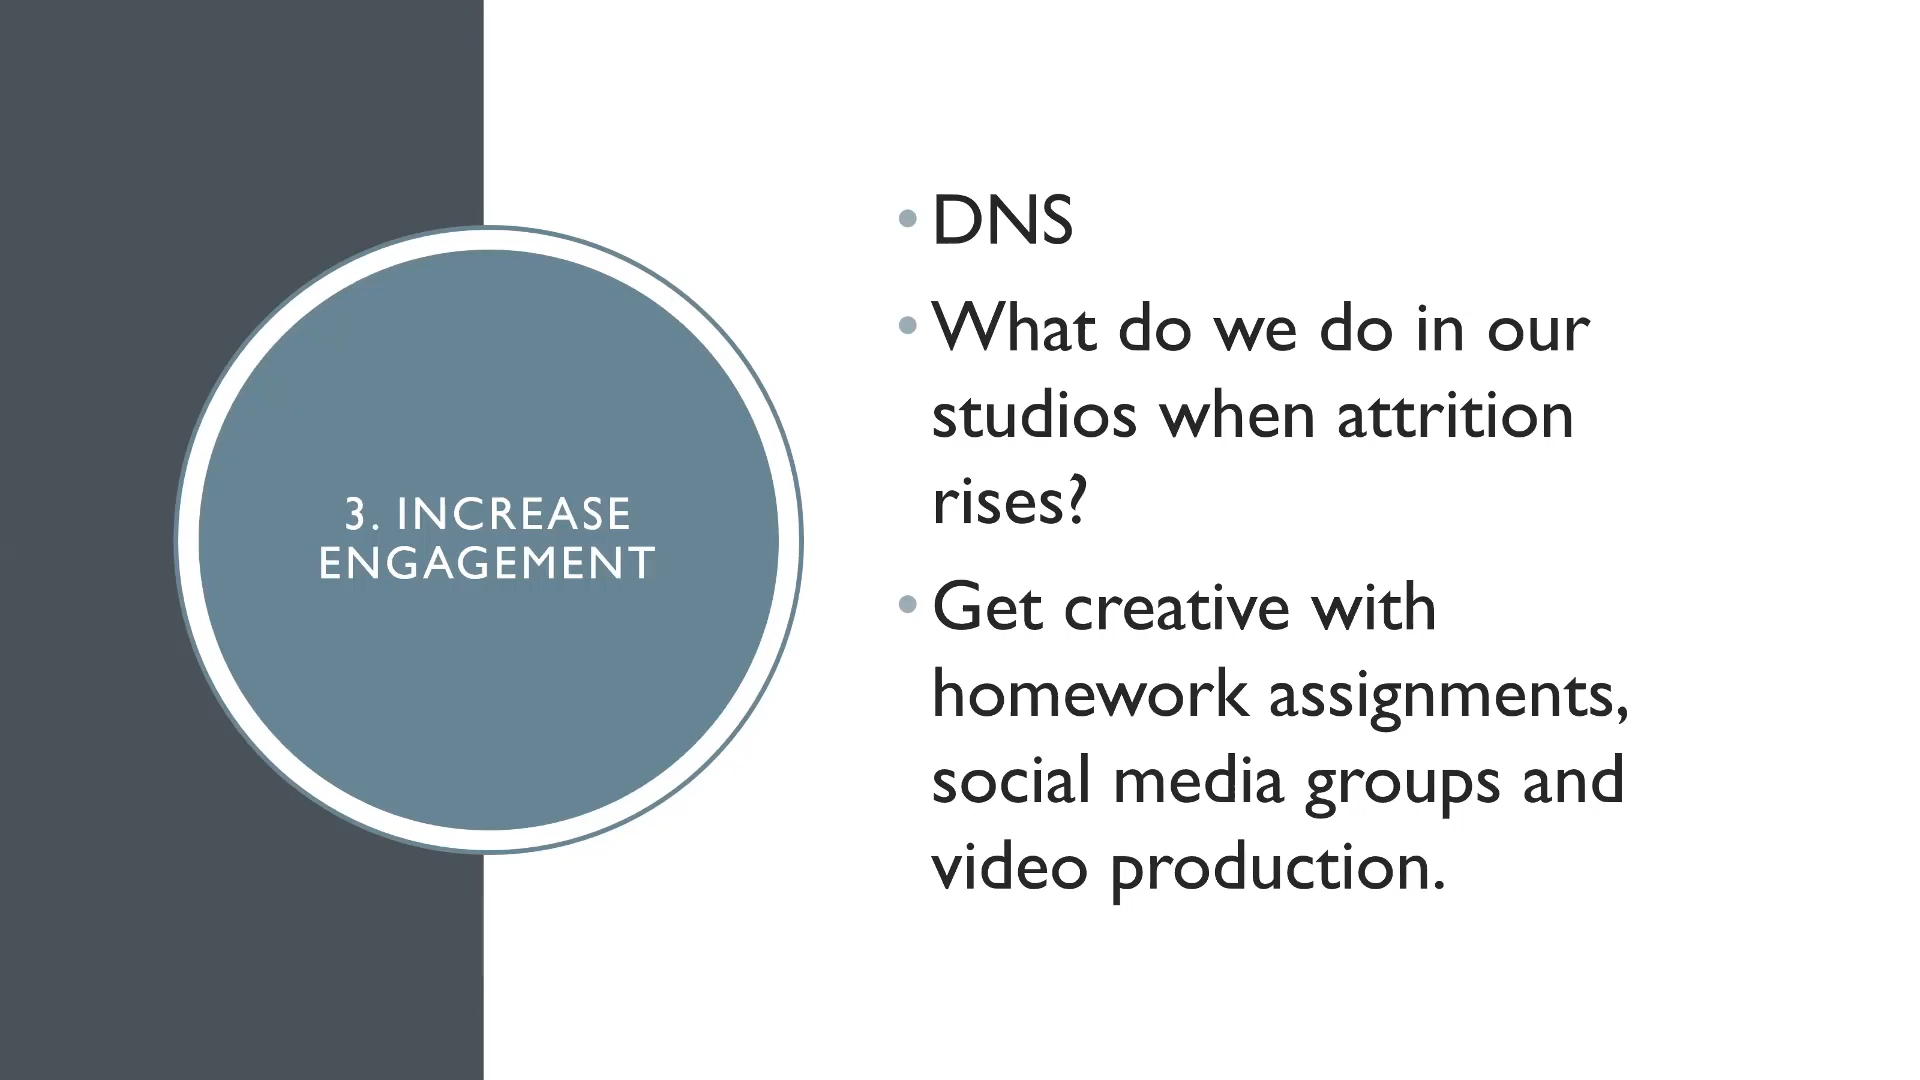 3. INCREASE
ENGAGEMENT
• DNS
• What do we do in our
studios when attrition
rises?
• Get creative with
homework assignments,
social media groups and
video production.